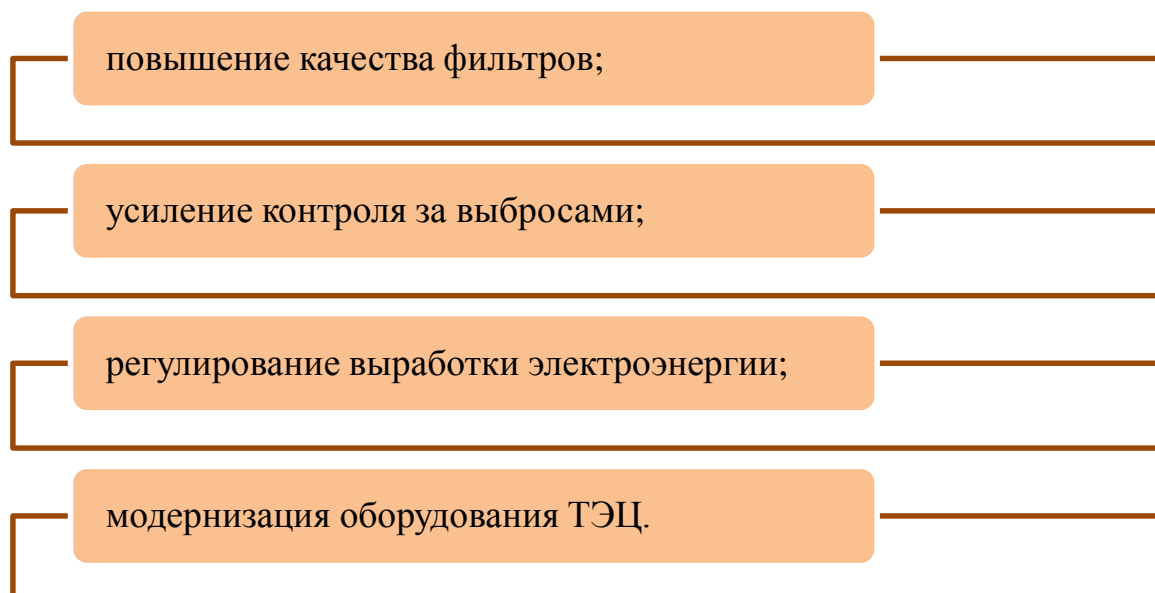 повышение качества фильтров;
усиление контроля за выбросами;
регулирование выработки электроэнергии;
модернизация оборудования ТЭЦ.